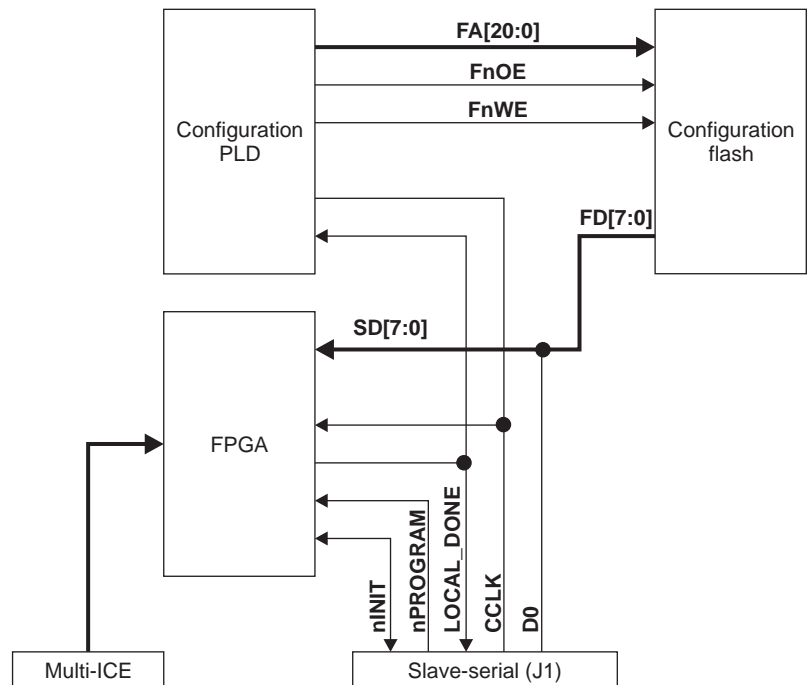 FA[20:0]
FnOE
FnWE
Configuration
PLD
Configuration
flash
FD[7:0]
SD[7:0]
FPGA
nINIT
nPROGRAM
LOCAL_DONE
CCLK
D0
Multi-ICE
Slave-serial (J1)